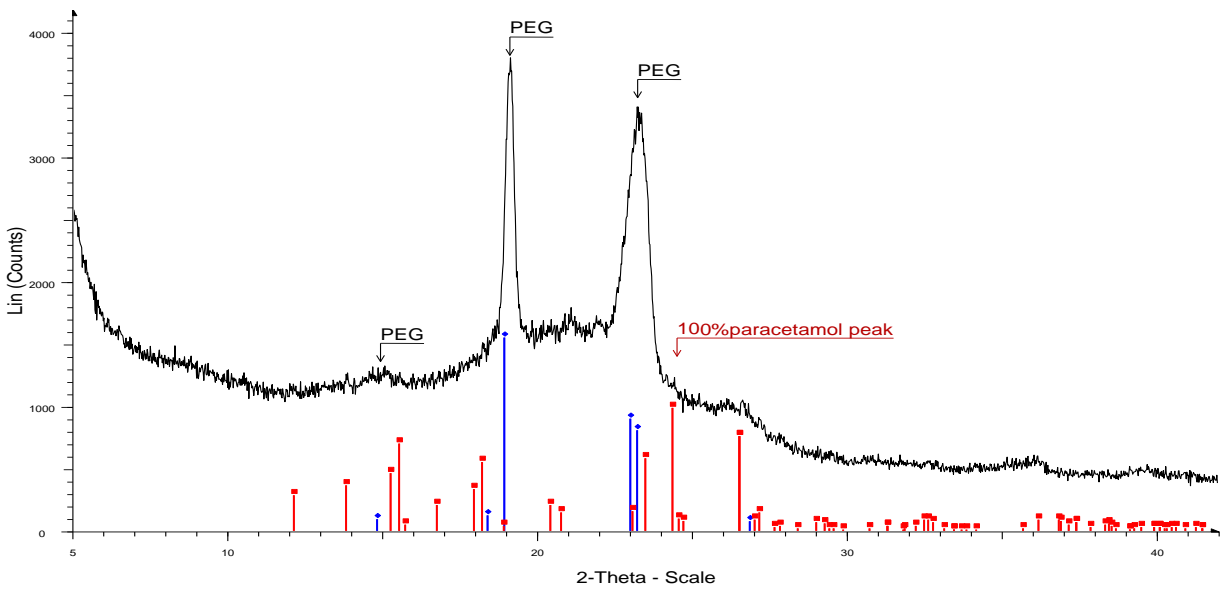 PEG
4000
PEG
3000
Lin (Counts)
2000
PEG
100%paracetamol peak
1000
0
5 10 20 30 40
2-Theta - Scale